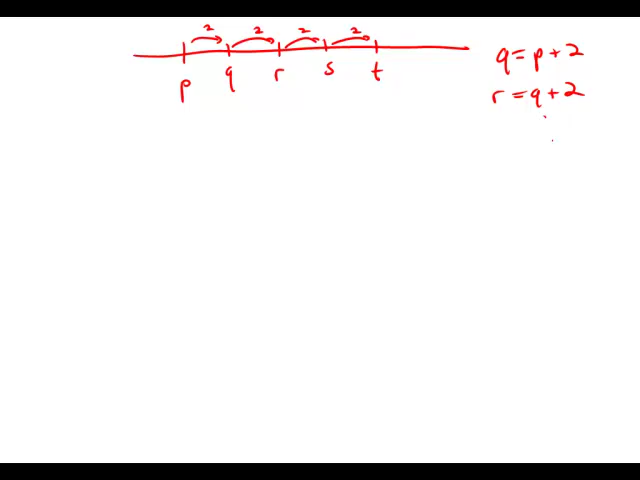 2 2 2 2
p q r s t
q = p + 2
r = q + 2